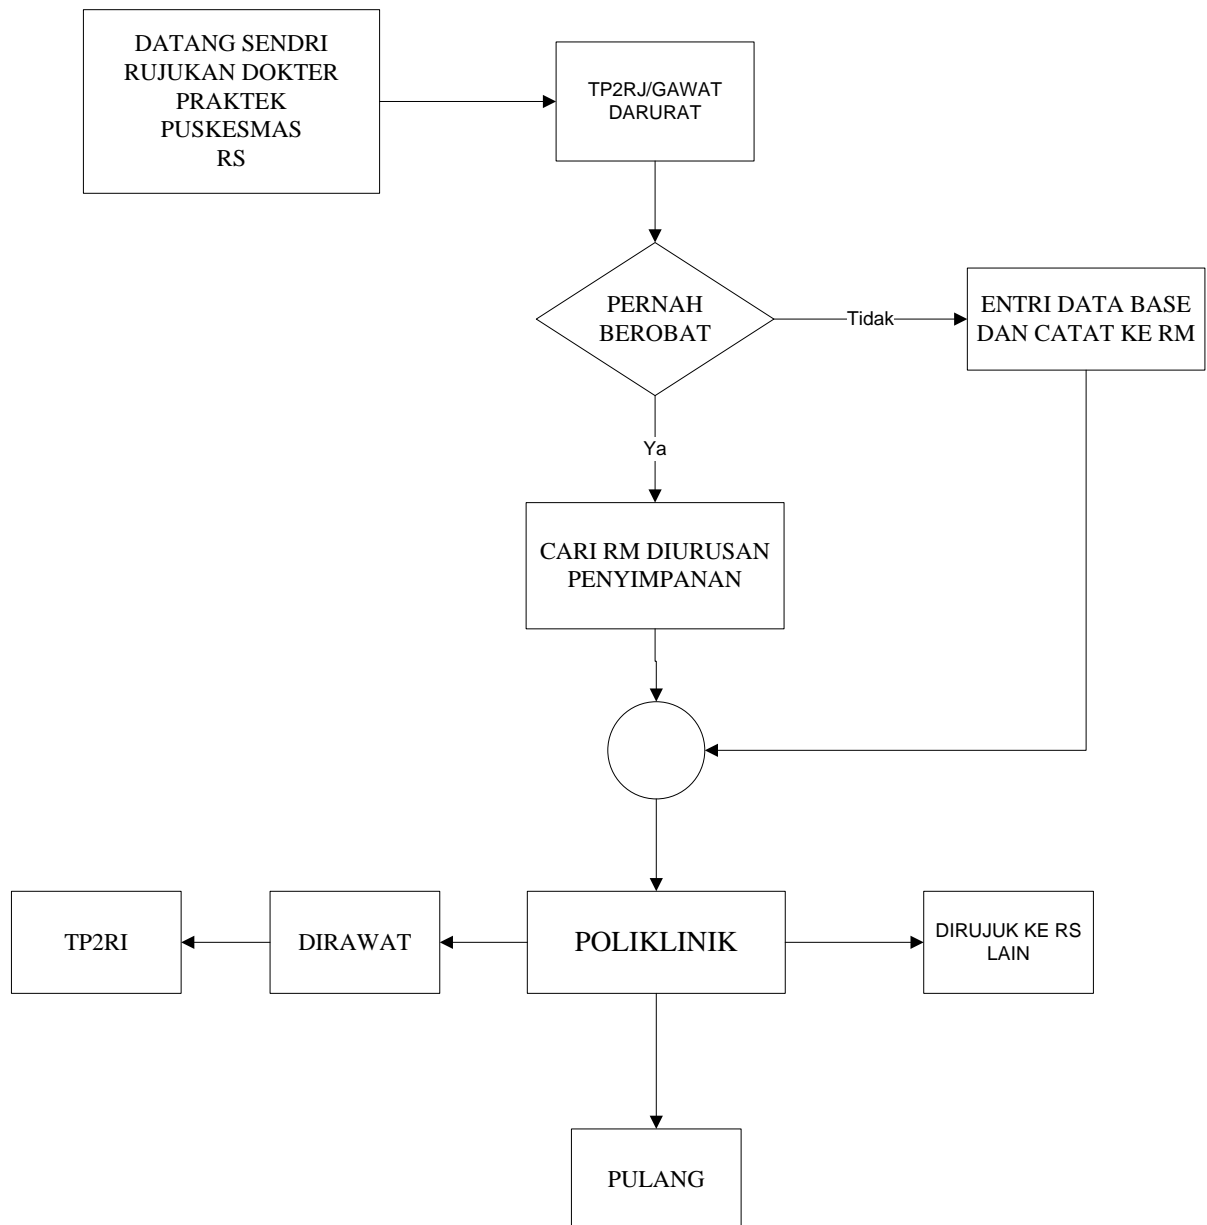 DATANG SENDRI
RUJUKAN DOKTER
PRAKTEK
PUSKESMAS
RS
TP2RJ/GAWAT
DARURAT
PERNAH
BEROBAT
Tidak
ENTRI DATA BASE
DAN CATAT KE RM
Ya
CARI RM DIURUSAN
PENYIMPANAN
TP2RI
DIRAWAT
POLIKLINIK
DIRUJUK KE RS
LAIN
PULANG